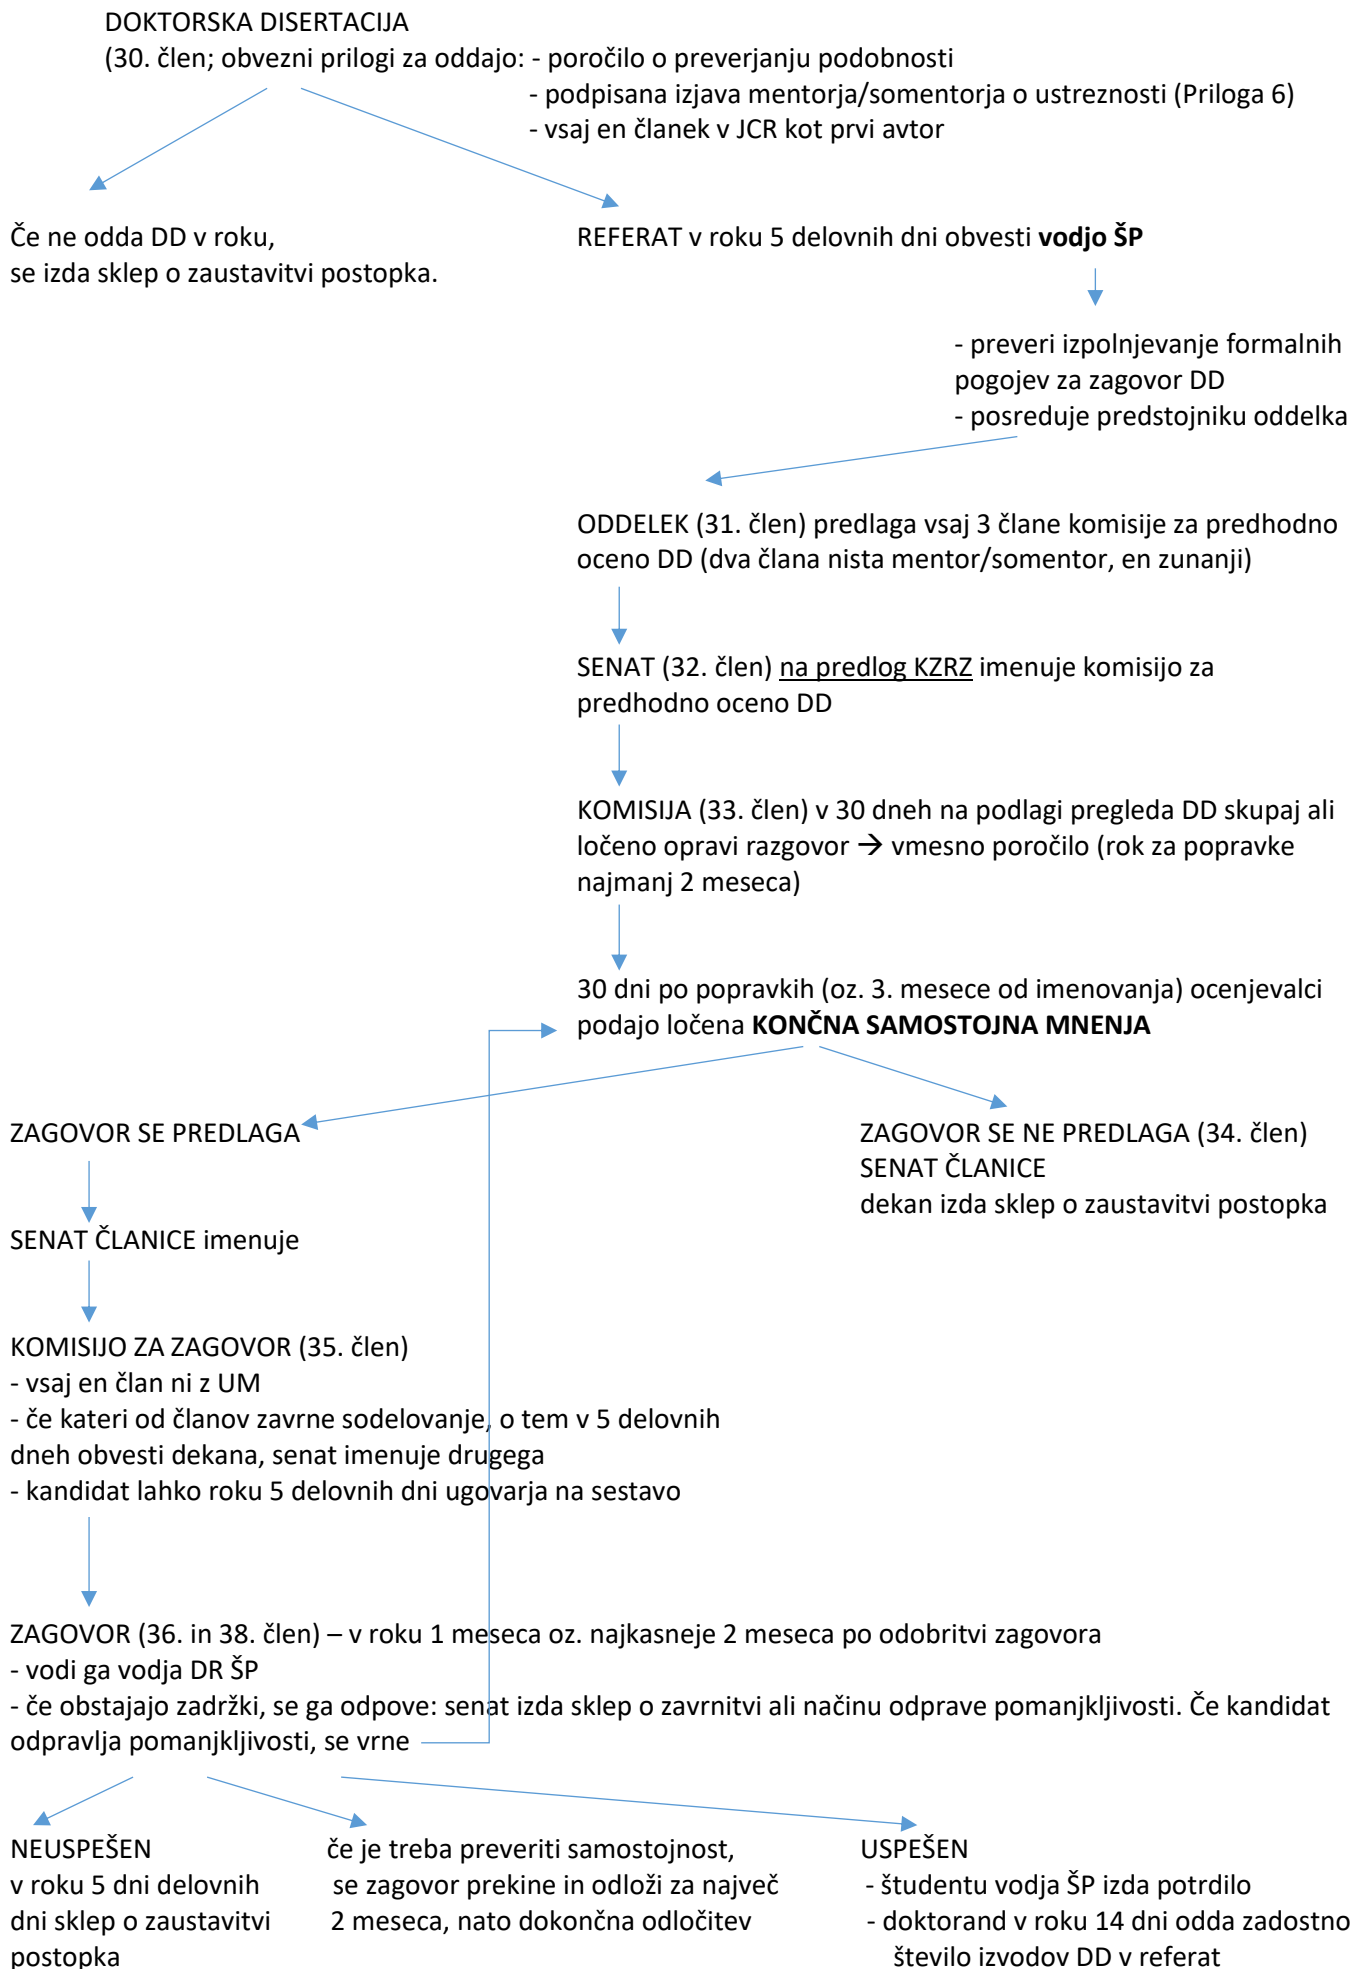 DOKTORSKA DISERTACIJA
(30. člen; obvezni prilogi za oddajo: - poročilo o preverjanju podobnosti
- podpisana izjava mentorja/somentorja o ustreznosti (Priloga 6)
- vsaj en članek v JCR kot prvi avtor
Če ne odda DD v roku,
se izda sklep o zaustavitvi postopka.
REFERAT v roku 5 delovnih dni obvesti vodjo ŠP
- preveri izpolnjevanje formalnih
pogojev za zagovor DD
- posreduje predstojniku oddelka
ODDELEK (31. člen) predlaga vsaj 3 člane komisije za predhodno
oceno DD (dva člana nista mentor/somentor, en zunanji)
SENAT (32. člen) na predlog KZRZ imenuje komisijo za
predhodno oceno DD
KOMISIJA (33. člen) v 30 dneh na podlagi pregleda DD skupaj ali
ločeno opravi razgovor → vmesno poročilo (rok za popravke
najmanj 2 meseca)
30 dni po popravkih (oz. 3. mesece od imenovanja) ocenjevalci
podajo ločena KONČNA SAMOSTOJNA MNENJA
ZAGOVOR SE PREDLAGA
ZAGOVOR SE NE PREDLAGA (34. člen)
SENAT ČLANICE
dekan izda sklep o zaustavitvi postopka
SENAT ČLANICE imenuje
KOMISIJO ZA ZAGOVOR (35. člen)
- vsaj en član ni z UM
- če kateri od članov zavrne sodelovanje, o tem v 5 delovnih
dneh obvesti dekana, senat imenuje drugega
- kandidat lahko roku 5 delovnih dni ugovarja na sestavo
ZAGOVOR (36. in 38. člen) – v roku 1 meseca oz. najkasneje 2 meseca po odobritvi zagovora
- vodi ga vodja DR ŠP
- če obstajajo zadržki, se ga odpove: senat izda sklep o zavrnitvi ali načinu odprave pomanjkljivosti. Če kandidat
odpravlja pomanjkljivosti, se vrne
NEUSPEŠEN
v roku 5 dni delovnih
dni sklep o zaustavitvi
postopka
če je treba preveriti samostojnost,
se zagovor prekine in odloži za največ
2 meseca, nato dokončna odločitev
USPEŠEN
- študentu vodja ŠP izda potrdilo
- doktorand v roku 14 dni odda zadostno
število izvodov DD v referat